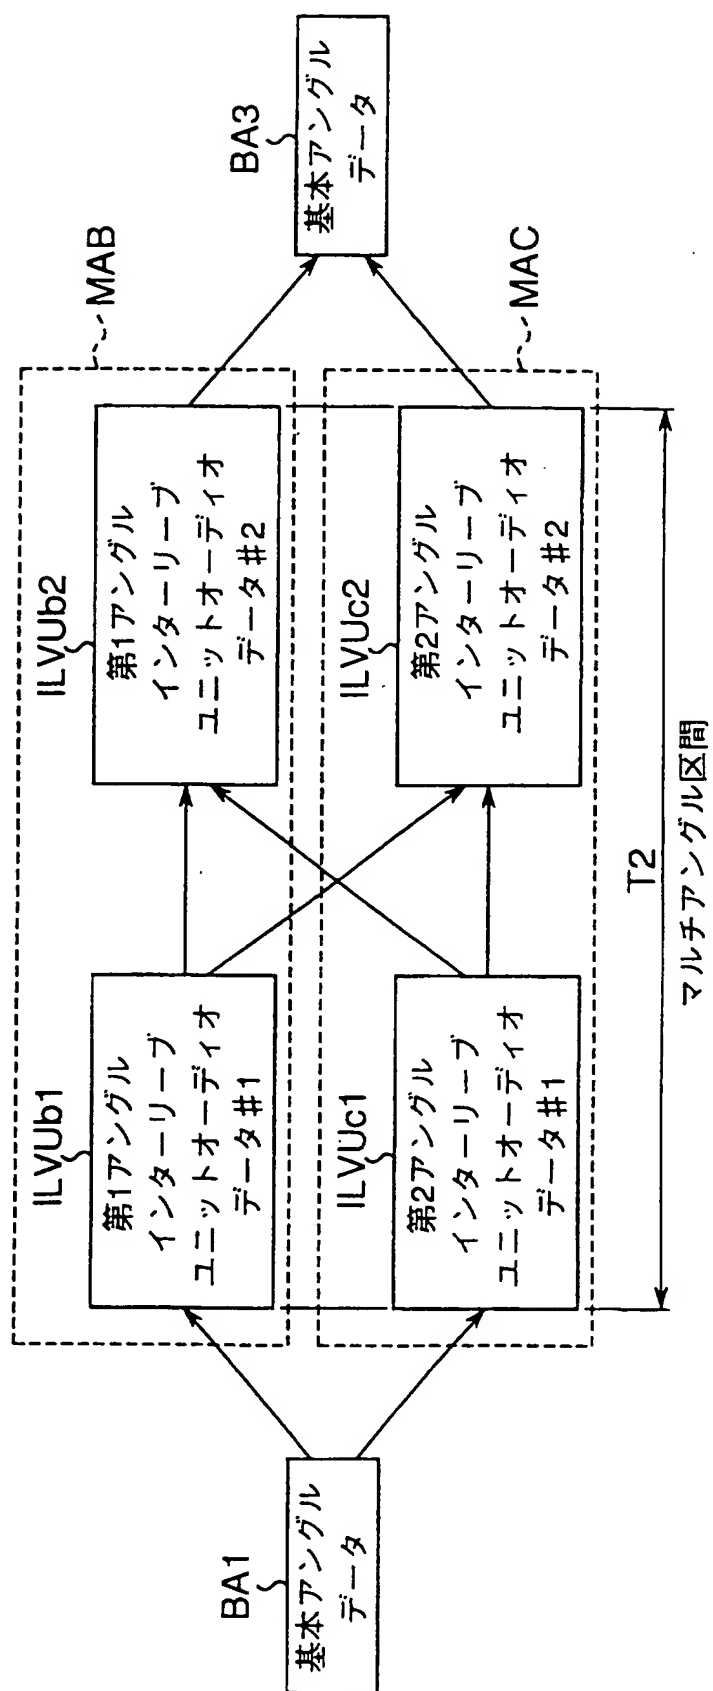 BA1
基本アングル
データ
MAB
ILVUb1
第1アングル
インターリーブ
ユニットオーディオ
データ#1
ILVUb2
第1アングル
インターリーブ
ユニットオーディオ
データ#2
MAC
ILVUc1
第2アングル
インターリーブ
ユニットオーディオ
データ#1
ILVUc2
第2アングル
インターリーブ
ユニットオーディオ
データ#2
BA3
基本アングル
データ
T2
マルチアングル区間